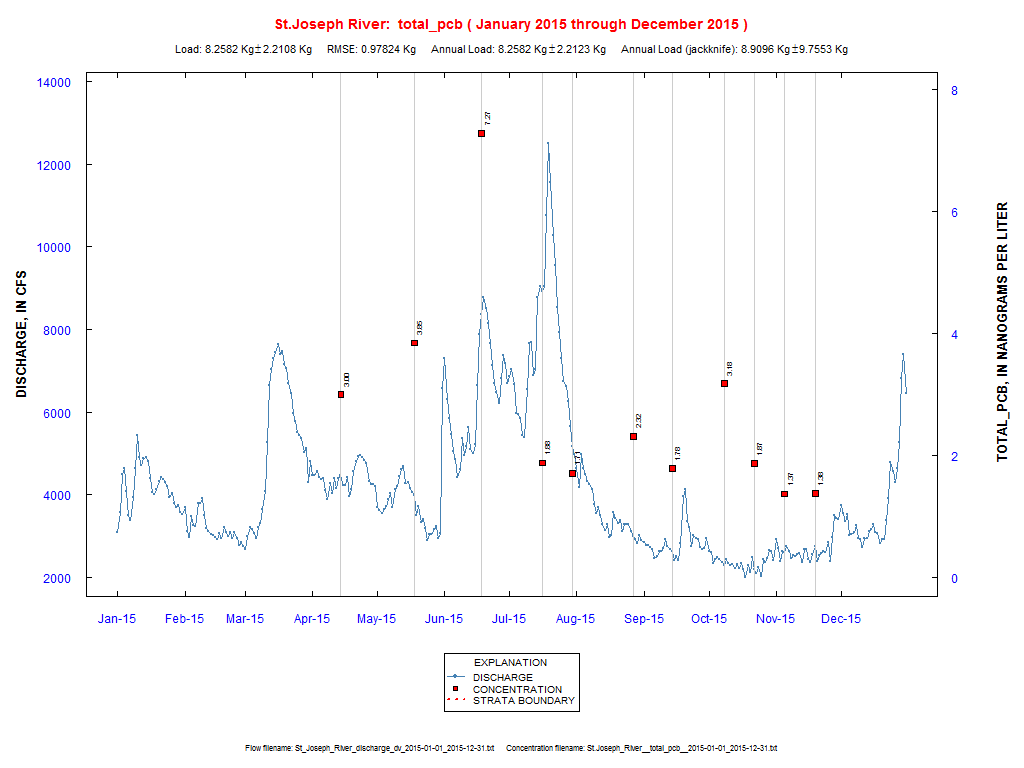 St.Joseph River: total_pcb ( January 2015 through December 2015 )
Load: 8.2582 Kg±2.2108 Kg RMSE: 0.97824 Kg Annual Load: 8.2582 Kg±2.2123 Kg Annual Load (jackknife): 8.9096 Kg±9.7553 Kg
DISCHARGE, IN CFS
14000
12000
10000
8000
6000
4000
2000
3.00
3.85
7.27
1.88
1.71
2.32
1.78
3.18
1.87
1.37
1.38
8
6
4
2
0
TOTAL_PCB, IN NANOGRAMS PER LITER
Jan-15 Feb-15 Mar-15 Apr-15 May-15 Jun-15 Jul-15 Aug-15 Sep-15 Oct-15 Nov-15 Dec-15
EXPLANATION
DISCHARGE
CONCENTRATION
STRATA BOUNDARY
Flow filename: St_Joseph_River_discharge_dv_2015-01-01_2015-12-31.txt Concentration filename: St.Joseph_River__total_pcb__2015-01-01_2015-12-31.txt